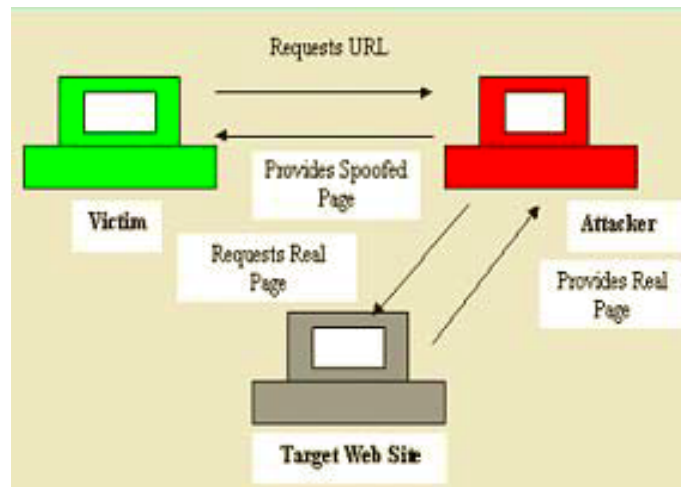 Requests URL
Provides Spoofed
Page
Victim
Attacker
Requests Real
Page
Provides Real
Page
Target Web Site